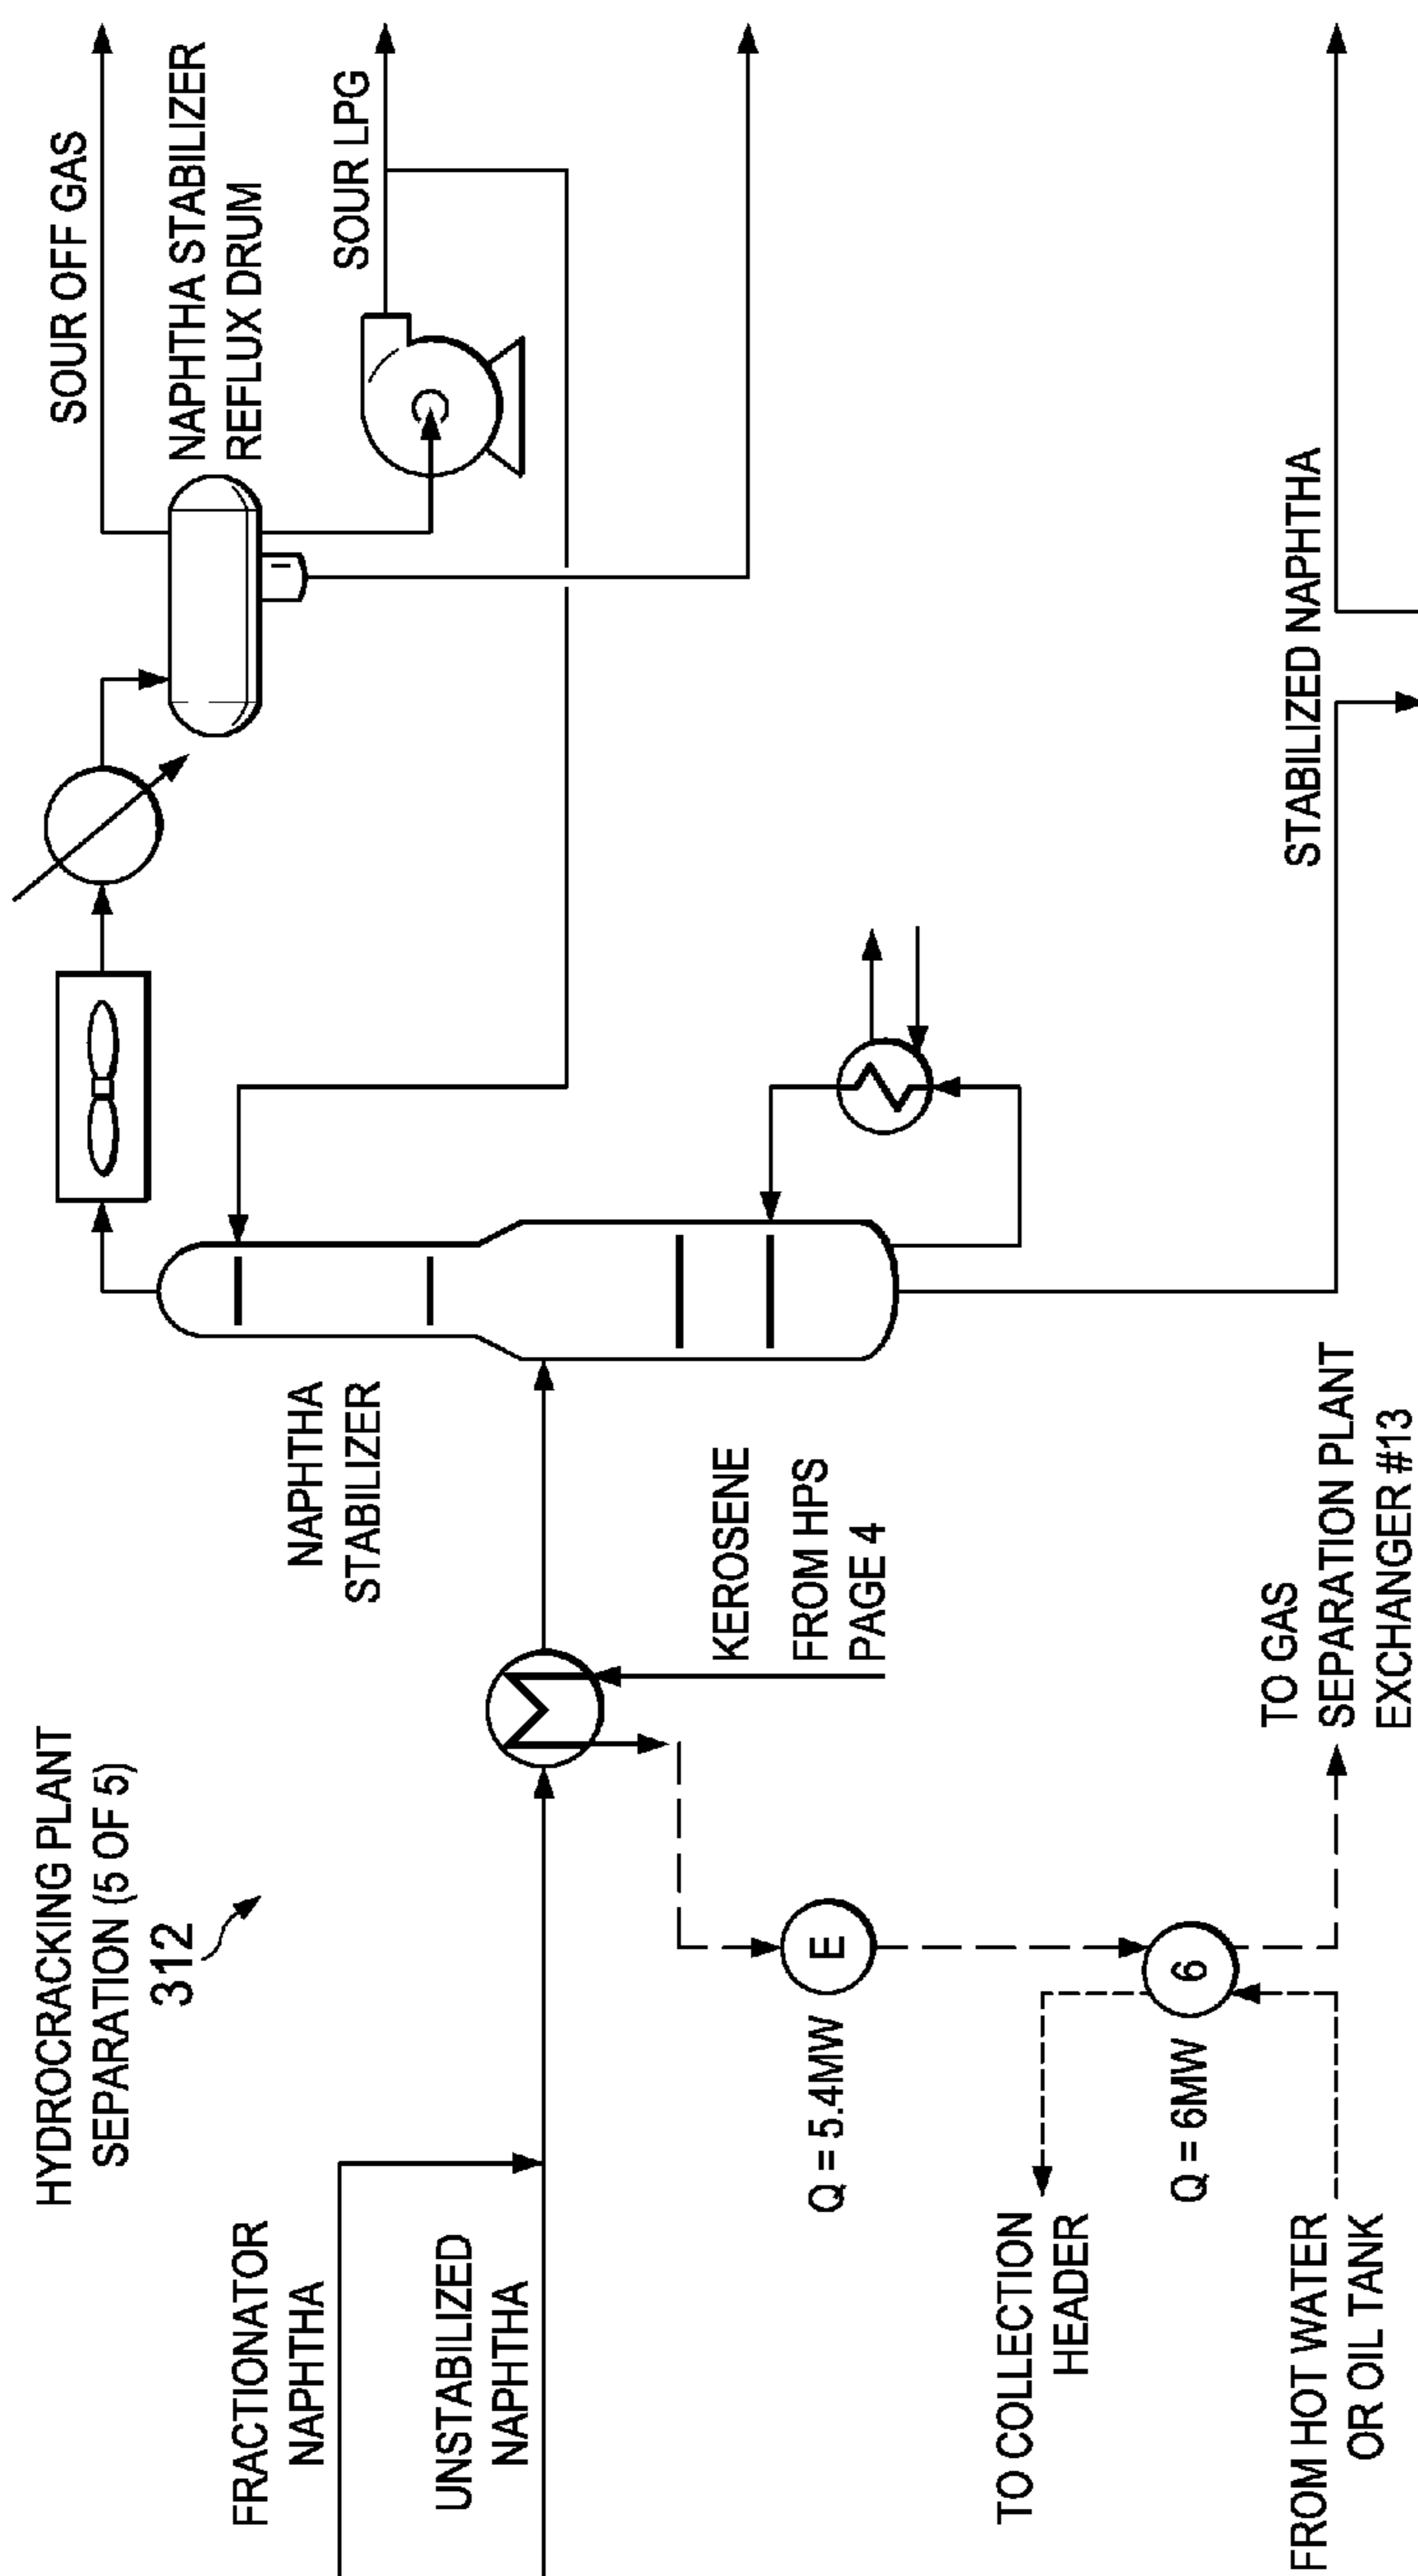 HYDROCRACKING PLANT
SEPARATION (5 OF 5)
312
FRACTIONATOR
NAPHTHA
UNSTABILIZED
NAPHTHA
NAPHTHA
STABILIZER
SOUR OFF GAS
NAPHTHA STABILIZER
REFLUX DRUM
SOUR LPG
KEROSENE
FROM HPS
PAGE 4
E
Q = 5.4MW
6
Q = 6MW
TO COLLECTION
HEADER
FROM HOT WATER
OR OIL TANK
TO GAS
SEPARATION PLANT
EXCHANGER #13
STABILIZED NAPHTHA